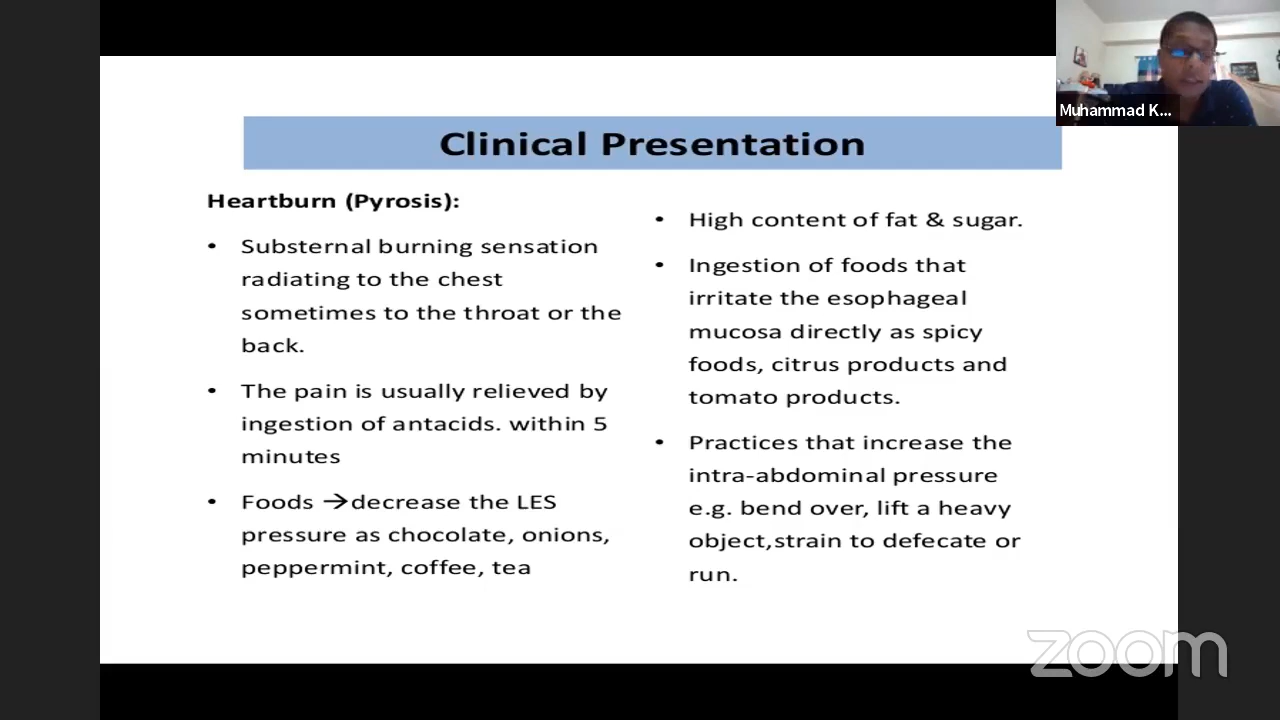 Muhammad K...
Clinical Presentation
Heartburn (Pyrosis):
• Substernal burning sensation
radiating to the chest
sometimes to the throat or the
back.
• The pain is usually relieved by
ingestion of antacids. within 5
minutes
• Foods →decrease the LES
pressure as chocolate, onions,
peppermint, coffee, tea
• High content of fat & sugar.
• Ingestion of foods that
irritate the esophageal
mucosa directly as spicy
foods, citrus products and
tomato products.
• Practices that increase the
intra-abdominal pressure
e.g. bend over, lift a heavy
object,strain to defecate or
run.
zoom